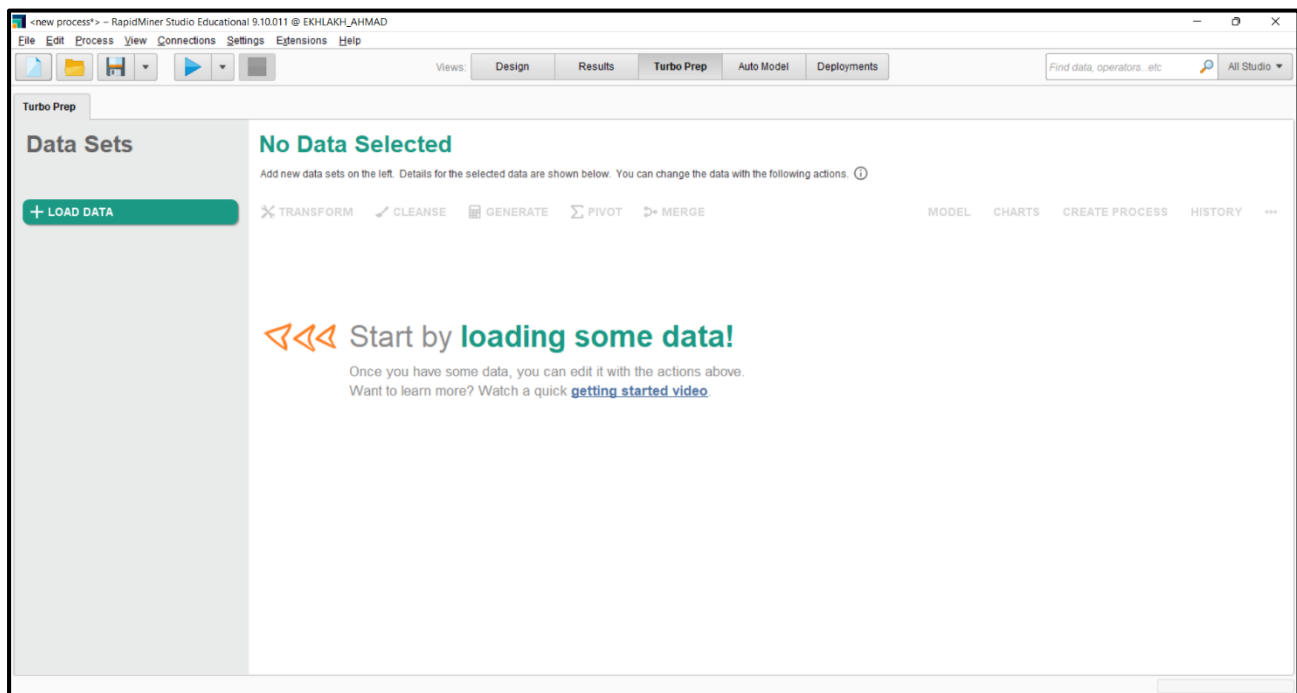 <new process*> – RapidMiner Studio Educational 9.10.011 @ EKHLAKH_AHMAD
File Edit Process View Connections Settings Extensions Help
Views: Design Results Turbo Prep Auto Model Deployments Find data, operators...etc All Studio
Turbo Prep
Data Sets
No Data Selected
Add new data sets on the left. Details for the selected data are shown below. You can change the data with the following actions.
LOAD DATA
TRANSFORM CLEANSE GENERATE PIVOT MERGE MODEL CHARTS CREATE PROCESS HISTORY
Start by loading some data!
Once you have some data, you can edit it with the actions above.
Want to learn more? Watch a quick getting started video.